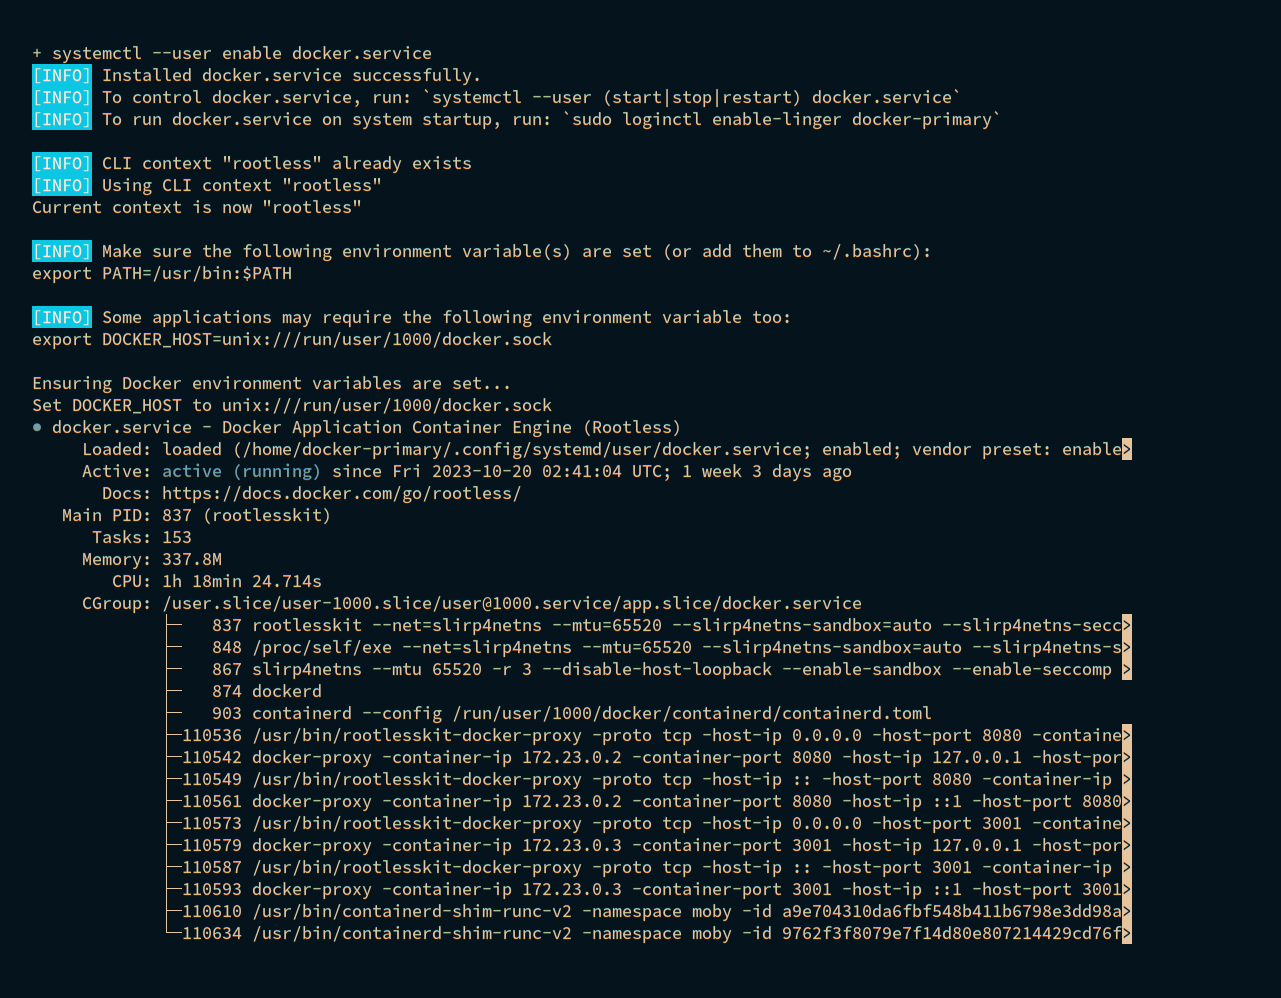 + systemctl --user enable docker.service
[INFO] Installed docker.service successfully.
[INFO] To control docker.service, run: `systemctl --user (start|stop|restart) docker.service`
[INFO] To run docker.service on system startup, run: `sudo loginctl enable-linger docker-primary`
[INFO] CLI context "rootless" already exists
[INFO] Using CLI context "rootless"
Current context is now "rootless"
[INFO] Make sure the following environment variable(s) are set (or add them to ~/.bashrc):
export PATH=/usr/bin:$PATH
[INFO] Some applications may require the following environment variable too:
export DOCKER_HOST=unix:///run/user/1000/docker.sock
Ensuring Docker environment variables are set...
Set DOCKER_HOST to unix:///run/user/1000/docker.sock
● docker.service - Docker Application Container Engine (Rootless)
Loaded: loaded (/home/docker-primary/.config/systemd/user/docker.service; enabled; vendor preset: enable>
Active: active (running) since Fri 2023-10-20 02:41:04 UTC; 1 week 3 days ago
Docs: https://docs.docker.com/go/rootless/
Main PID: 837 (rootlesskit)
Tasks: 153
Memory: 337.8M
CPU: 1h 18min 24.714s
CGroup: /user.slice/user-1000.slice/user@1000.service/app.slice/docker.service
├─   837 rootlesskit --net=slirp4netns --mtu=65520 --slirp4netns-sandbox=auto --slirp4netns-secc>
├─   848 /proc/self/exe --net=slirp4netns --mtu=65520 --slirp4netns-sandbox=auto --slirp4netns-s>
├─   867 slirp4netns --mtu 65520 -r 3 --disable-host-loopback --enable-sandbox --enable-seccomp >
├─   874 dockerd
├─   903 containerd --config /run/user/1000/docker/containerd/containerd.toml
├─110536 /usr/bin/rootlesskit-docker-proxy -proto tcp -host-ip 0.0.0.0 -host-port 8080 -containe>
├─110542 docker-proxy -container-ip 172.23.0.2 -container-port 8080 -host-ip 127.0.0.1 -host-por>
├─110549 /usr/bin/rootlesskit-docker-proxy -proto tcp -host-ip :: -host-port 8080 -container-ip >
├─110561 docker-proxy -container-ip 172.23.0.2 -container-port 8080 -host-ip ::1 -host-port 8080>
├─110573 /usr/bin/rootlesskit-docker-proxy -proto tcp -host-ip 0.0.0.0 -host-port 3001 -containe>
├─110579 docker-proxy -container-ip 172.23.0.3 -container-port 3001 -host-ip 127.0.0.1 -host-por>
├─110587 /usr/bin/rootlesskit-docker-proxy -proto tcp -host-ip :: -host-port 3001 -container-ip >
├─110593 docker-proxy -container-ip 172.23.0.3 -container-port 3001 -host-ip ::1 -host-port 3001>
├─110610 /usr/bin/containerd-shim-runc-v2 -namespace moby -id a9e704310da6fbf548b411b6798e3dd98a>
└─110634 /usr/bin/containerd-shim-runc-v2 -namespace moby -id 9762f3f8079e7f14d80e807214429cd76f>